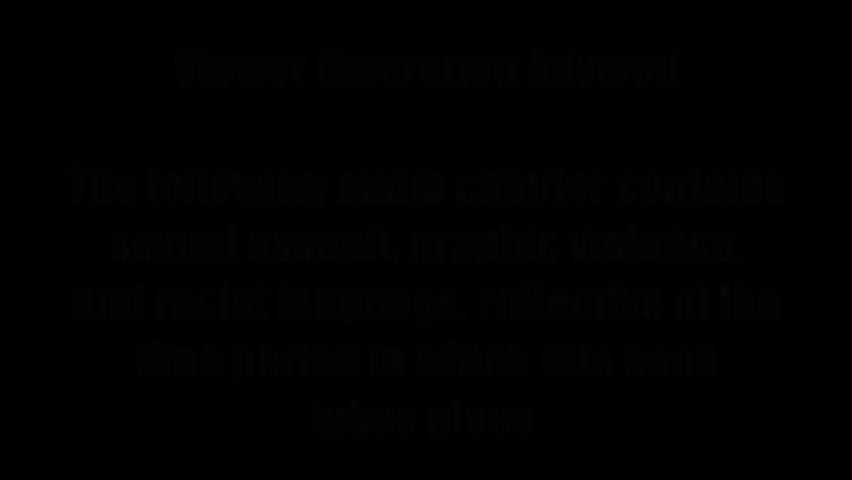 Viewer Discretion Advised
The following audio chapter contains
sexual assault, graphic violence
and racist language, reflective of the
time period in which this book
takes place.